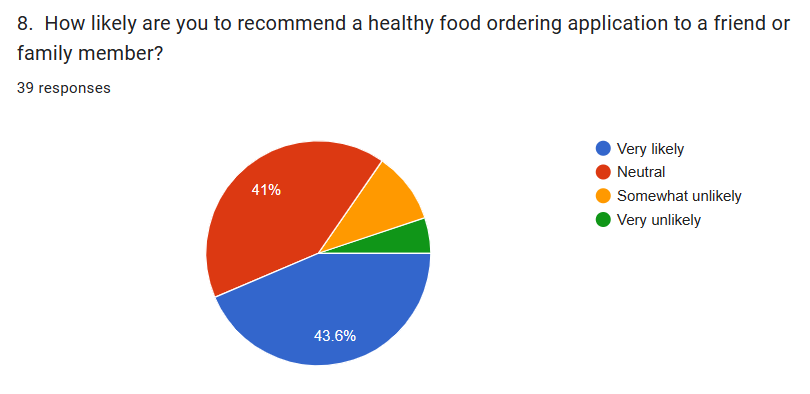 8. How likely are you to recommend a healthy food ordering application to a friend or
family member?
39 responses
Very likely
Neutral
Somewhat unlikely
Very unlikely
41%
43.6%